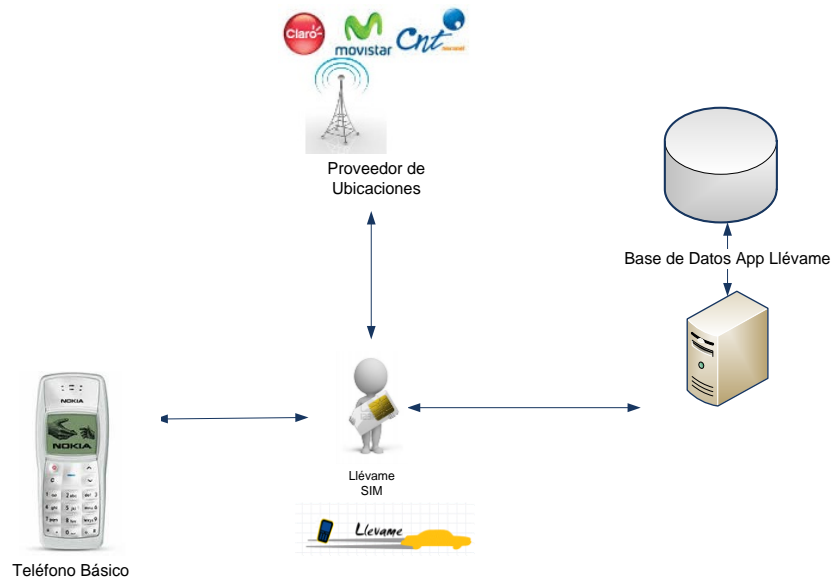 Claro
movistar
Cnt
Proveedor de
Ubicaciones
Base de Datos App Llévame
NOKIA
NOKIA
Llévame
SIM
Llevame
Teléfono Básico